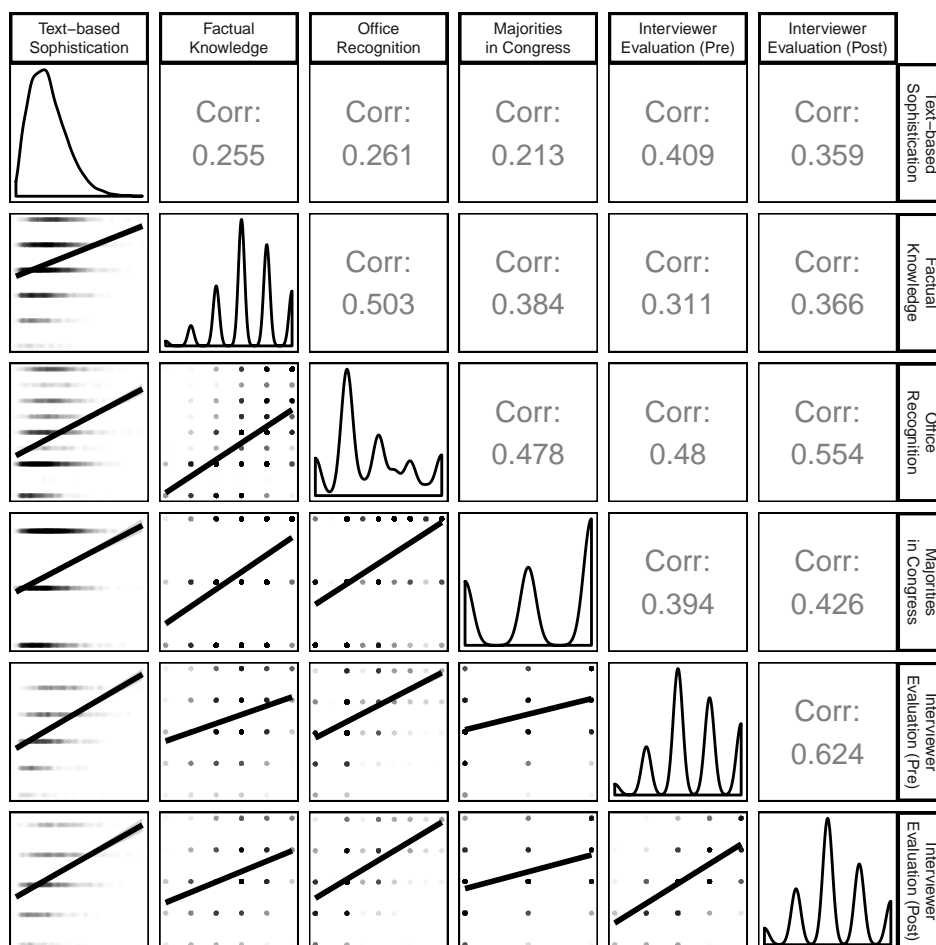 Text−based
Sophistication
Factual
Knowledge
Office
Recognition
Majorities
in Congress
Interviewer
Evaluation (Pre)
Interviewer
Evaluation (Post)
Corr:
0.255
Corr:
0.261
Corr:
0.213
Corr:
0.409
Corr:
0.359
Text−based
Sophistication
Corr:
0.503
Corr:
0.384
Corr:
0.311
Corr:
0.366
Factual
Knowledge
Corr:
0.478
Corr:
0.48
Corr:
0.554
Office
Recognition
Corr:
0.394
Corr:
0.426
Majorities
in Congress
Corr:
0.624
Interviewer
Evaluation (Pre)
Interviewer
Evaluation (Post)